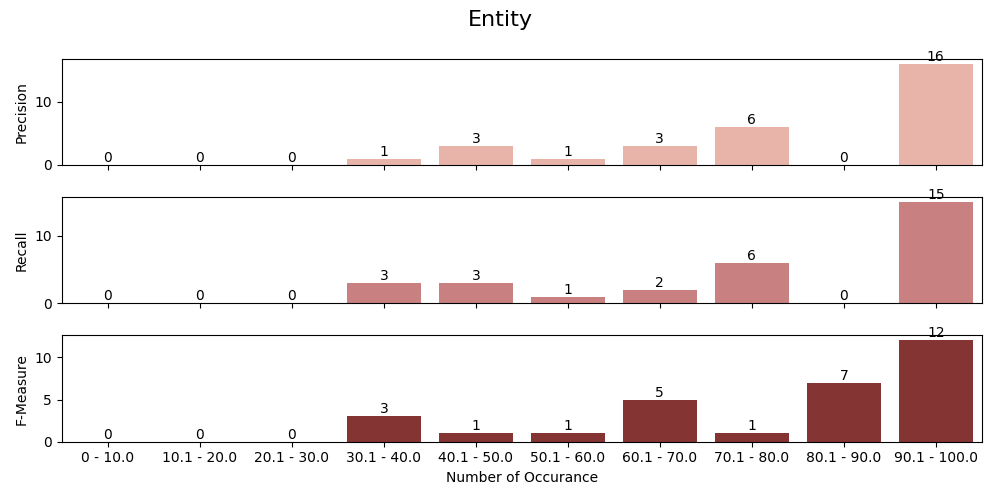 Entity
Precision
10
0
0 0 0 1 3 1 3 6 0 16
Recall
10
0
0 0 0 3 3 1 2 6 0 15
F-Measure
10
5
0
0 0 0 3 1 1 5 1 7 12
0 - 10.0 10.1 - 20.0 20.1 - 30.0 30.1 - 40.0 40.1 - 50.0 50.1 - 60.0 60.1 - 70.0 70.1 - 80.0 80.1 - 90.0 90.1 - 100.0
Number of Occurance